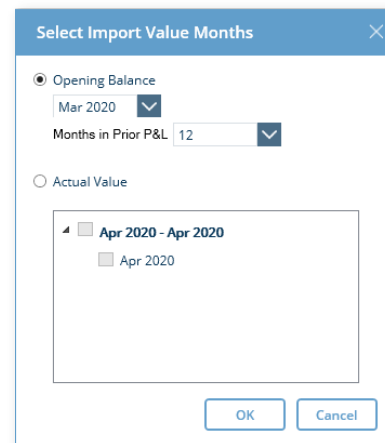 Select Import Value Months
Opening Balance
Mar 2020
Months in Prior P&L 12
Actual Value
Apr 2020 - Apr 2020
Apr 2020
OK Cancel